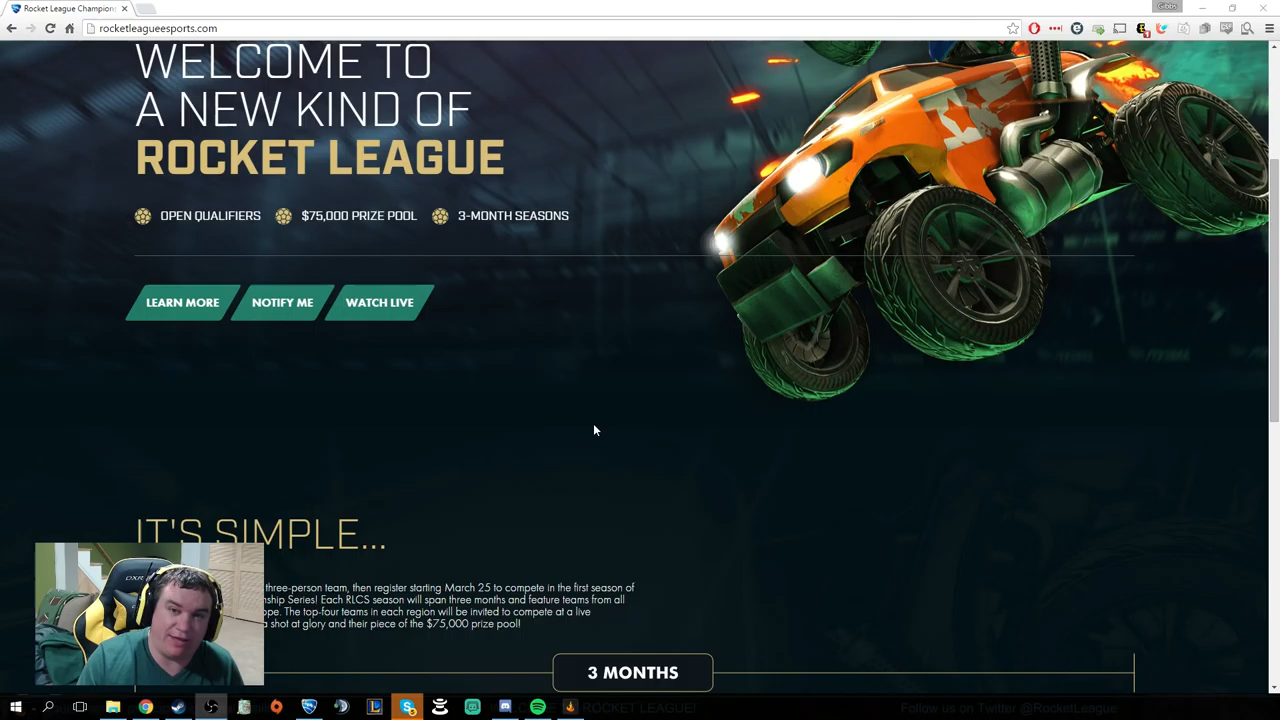 Rocket League Champion
Gibbs
rocketleagueesports.com
WELCOME TO
A NEW KIND OF
ROCKET LEAGUE
OPEN QUALIFIERS
$75,000 PRIZE POOL
3-MONTH SEASONS
LEARN MORE
NOTIFY ME
WATCH LIVE
IT'S SIMPLE...
three-person team, then register starting March 25 to compete in the first season of
nship Series! Each RLCS season will span three months and feature teams from all
ope. The top-four teams in each region will be invited to compete at a live
a shot at glory and their piece of the $75,000 prize pool!
3 MONTHS
ROCKET LEAGUE!
Follow us on Twitter @RocketLeague